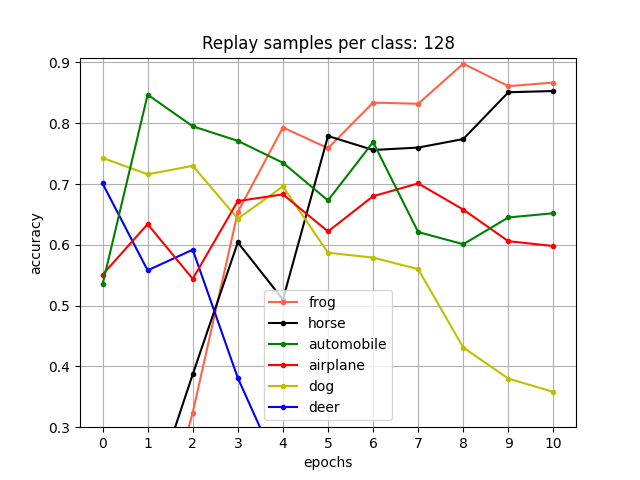 Replay samples per class: 128
0.9
0.8
0.7
0.6
0.5
0.4
0.3
accuracy
frog
horse
automobile
airplane
dog
deer
0 1 2 3 4 5 6 7 8 9 10
epochs